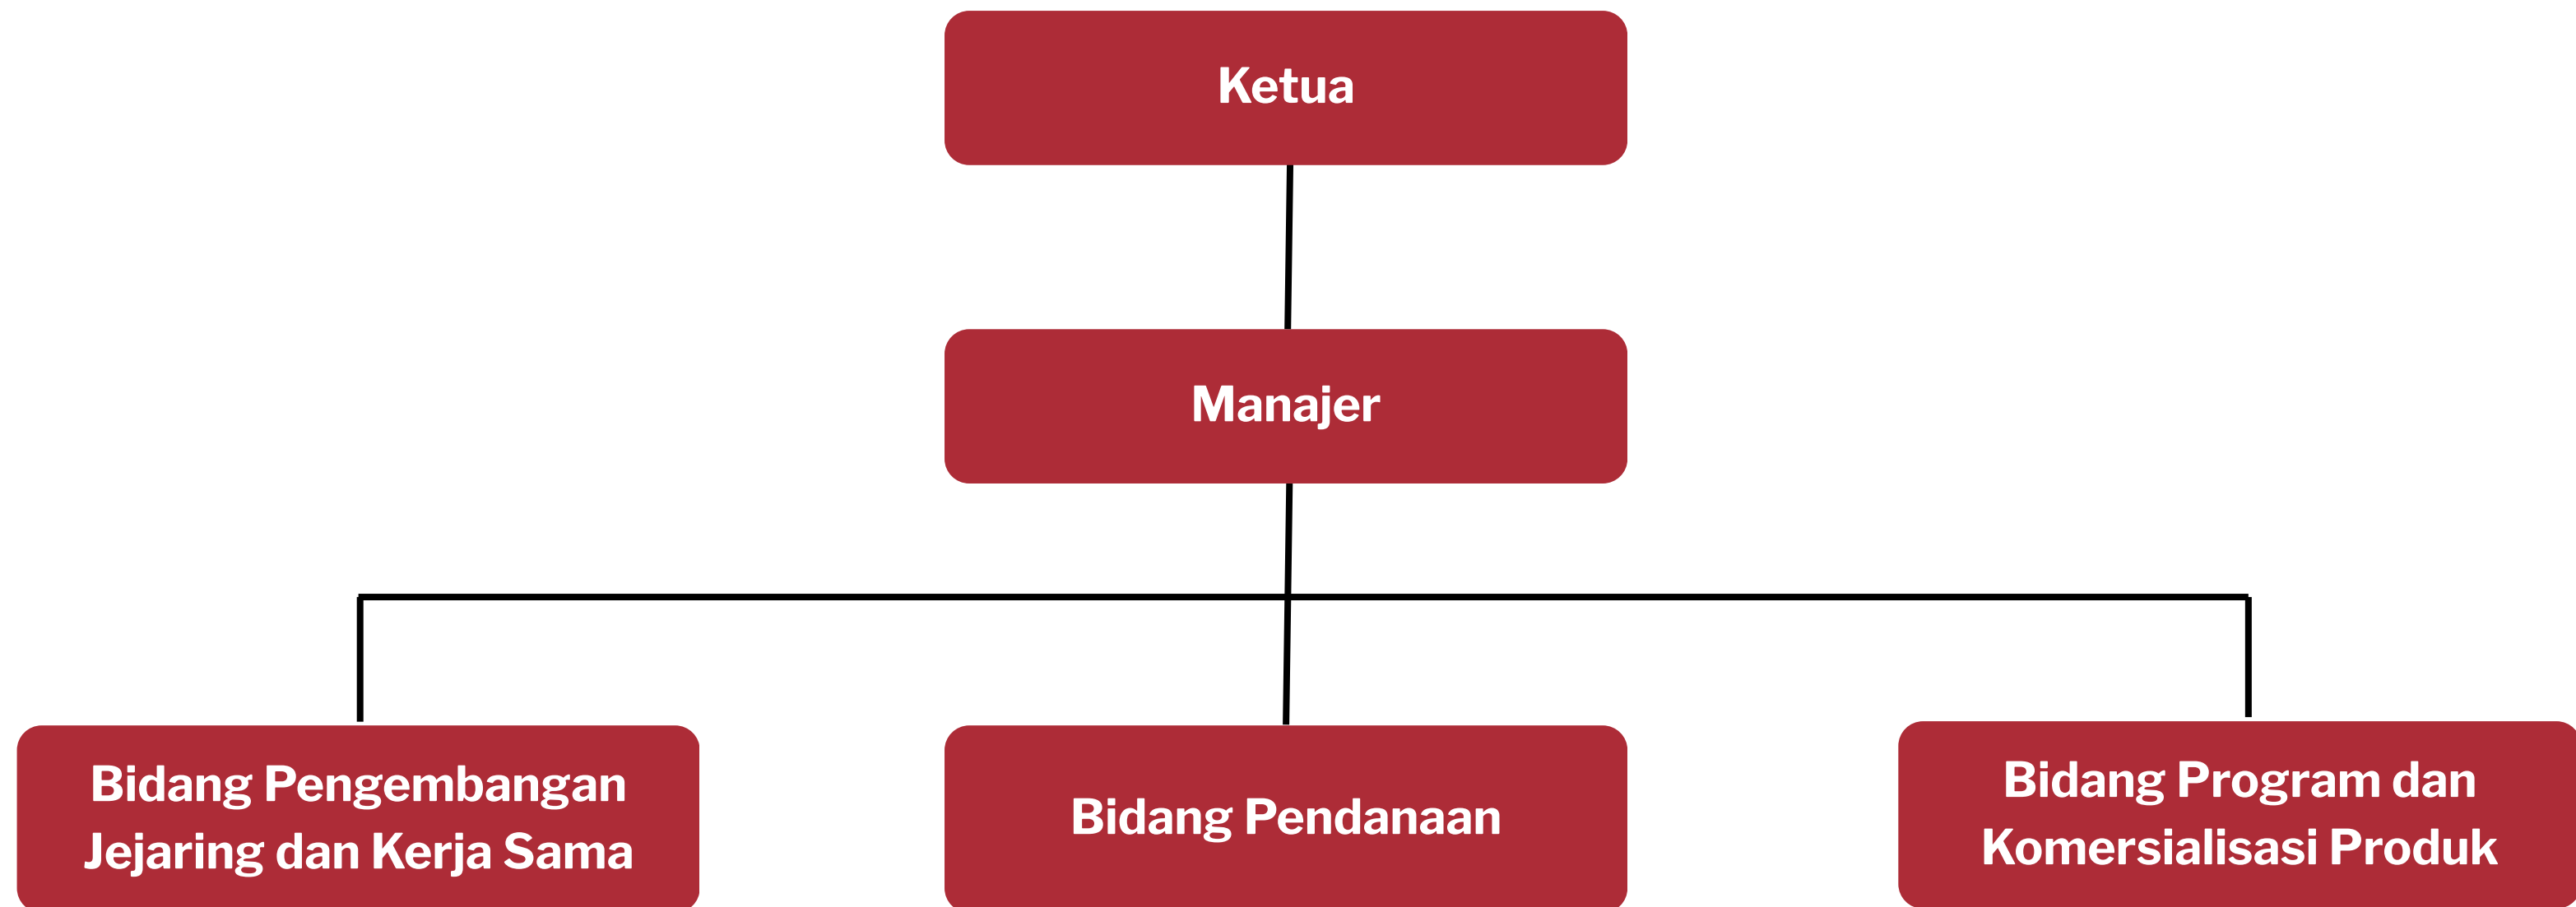 Ketua
Manajer
Bidang Pengembangan
Jejaring dan Kerja Sama
Bidang Pendanaan
Bidang Program dan
Komersialisasi Produk